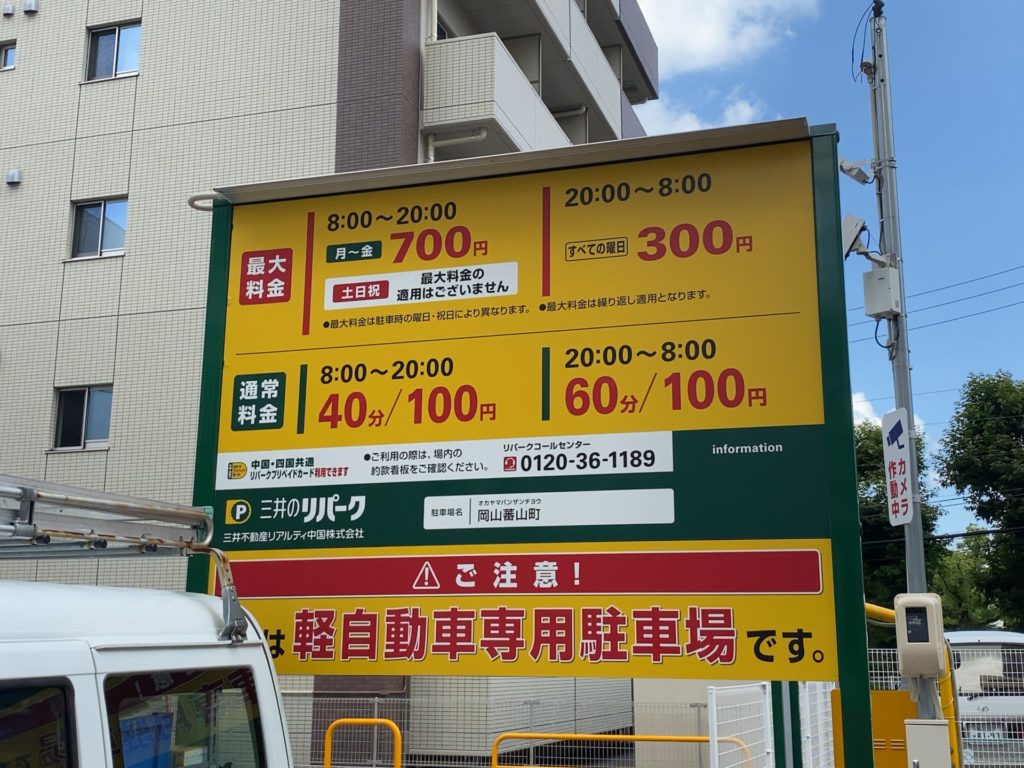 最大料金
8:00～20:00
月～金 700円
土日祝 最大料金の適用はございません
●最大料金は駐車時の曜日・祝日により異なります。
20:00～8:00
すべての曜日 300円
●最大料金は繰り返し適用となります。
通常料金
8:00～20:00
40分/100円
20:00～8:00
60分/100円
中国・四国共通
リパークプリペイドカード利用できます
●ご利用の際は、場内の
約款看板をご確認ください。
リパークコールセンター
0120-36-1189
information
P 三井のリパーク
三井不動産リアルティ中国株式会社
駐車場名
オカヤマバンザンチョウ
岡山蕃山町
ご注意!
は軽自動車専用駐車場です。
カメラ
作動中